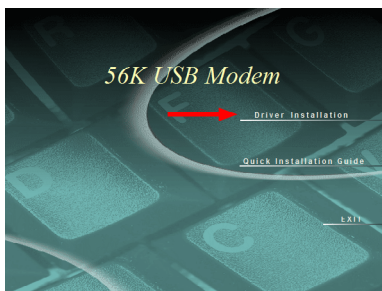 56K USB Modem
Driver Installation
Quick Installation Guide
EXIT
R
G
E
D
C